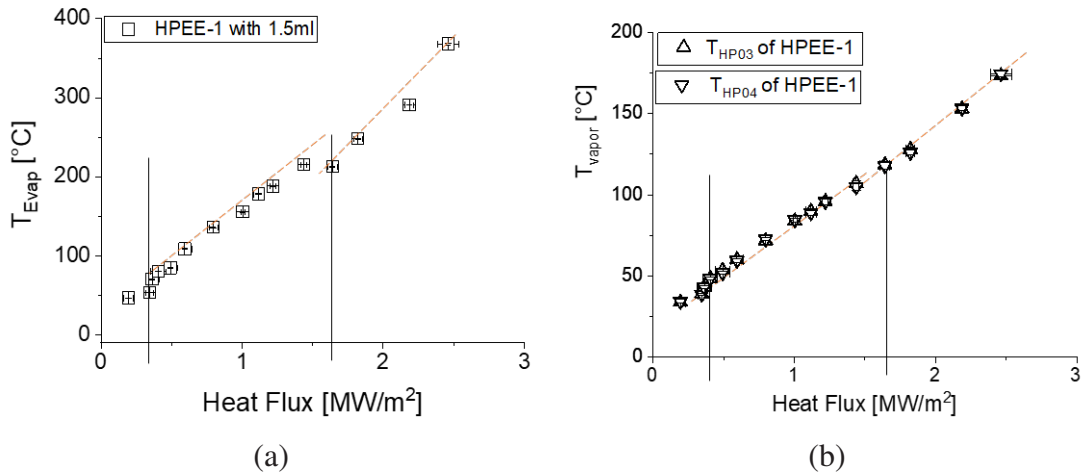 400
300
200
100
0
T_Evap [°C]
HPEE-1 with 1.5ml
0 1 2 3
Heat Flux [MW/m²]
(a)
200
150
100
50
0
T_vapor [°C]
T_HP03 of HPEE-1
T_HP04 of HPEE-1
0 1 2 3
Heat Flux [MW/m²]
(b)